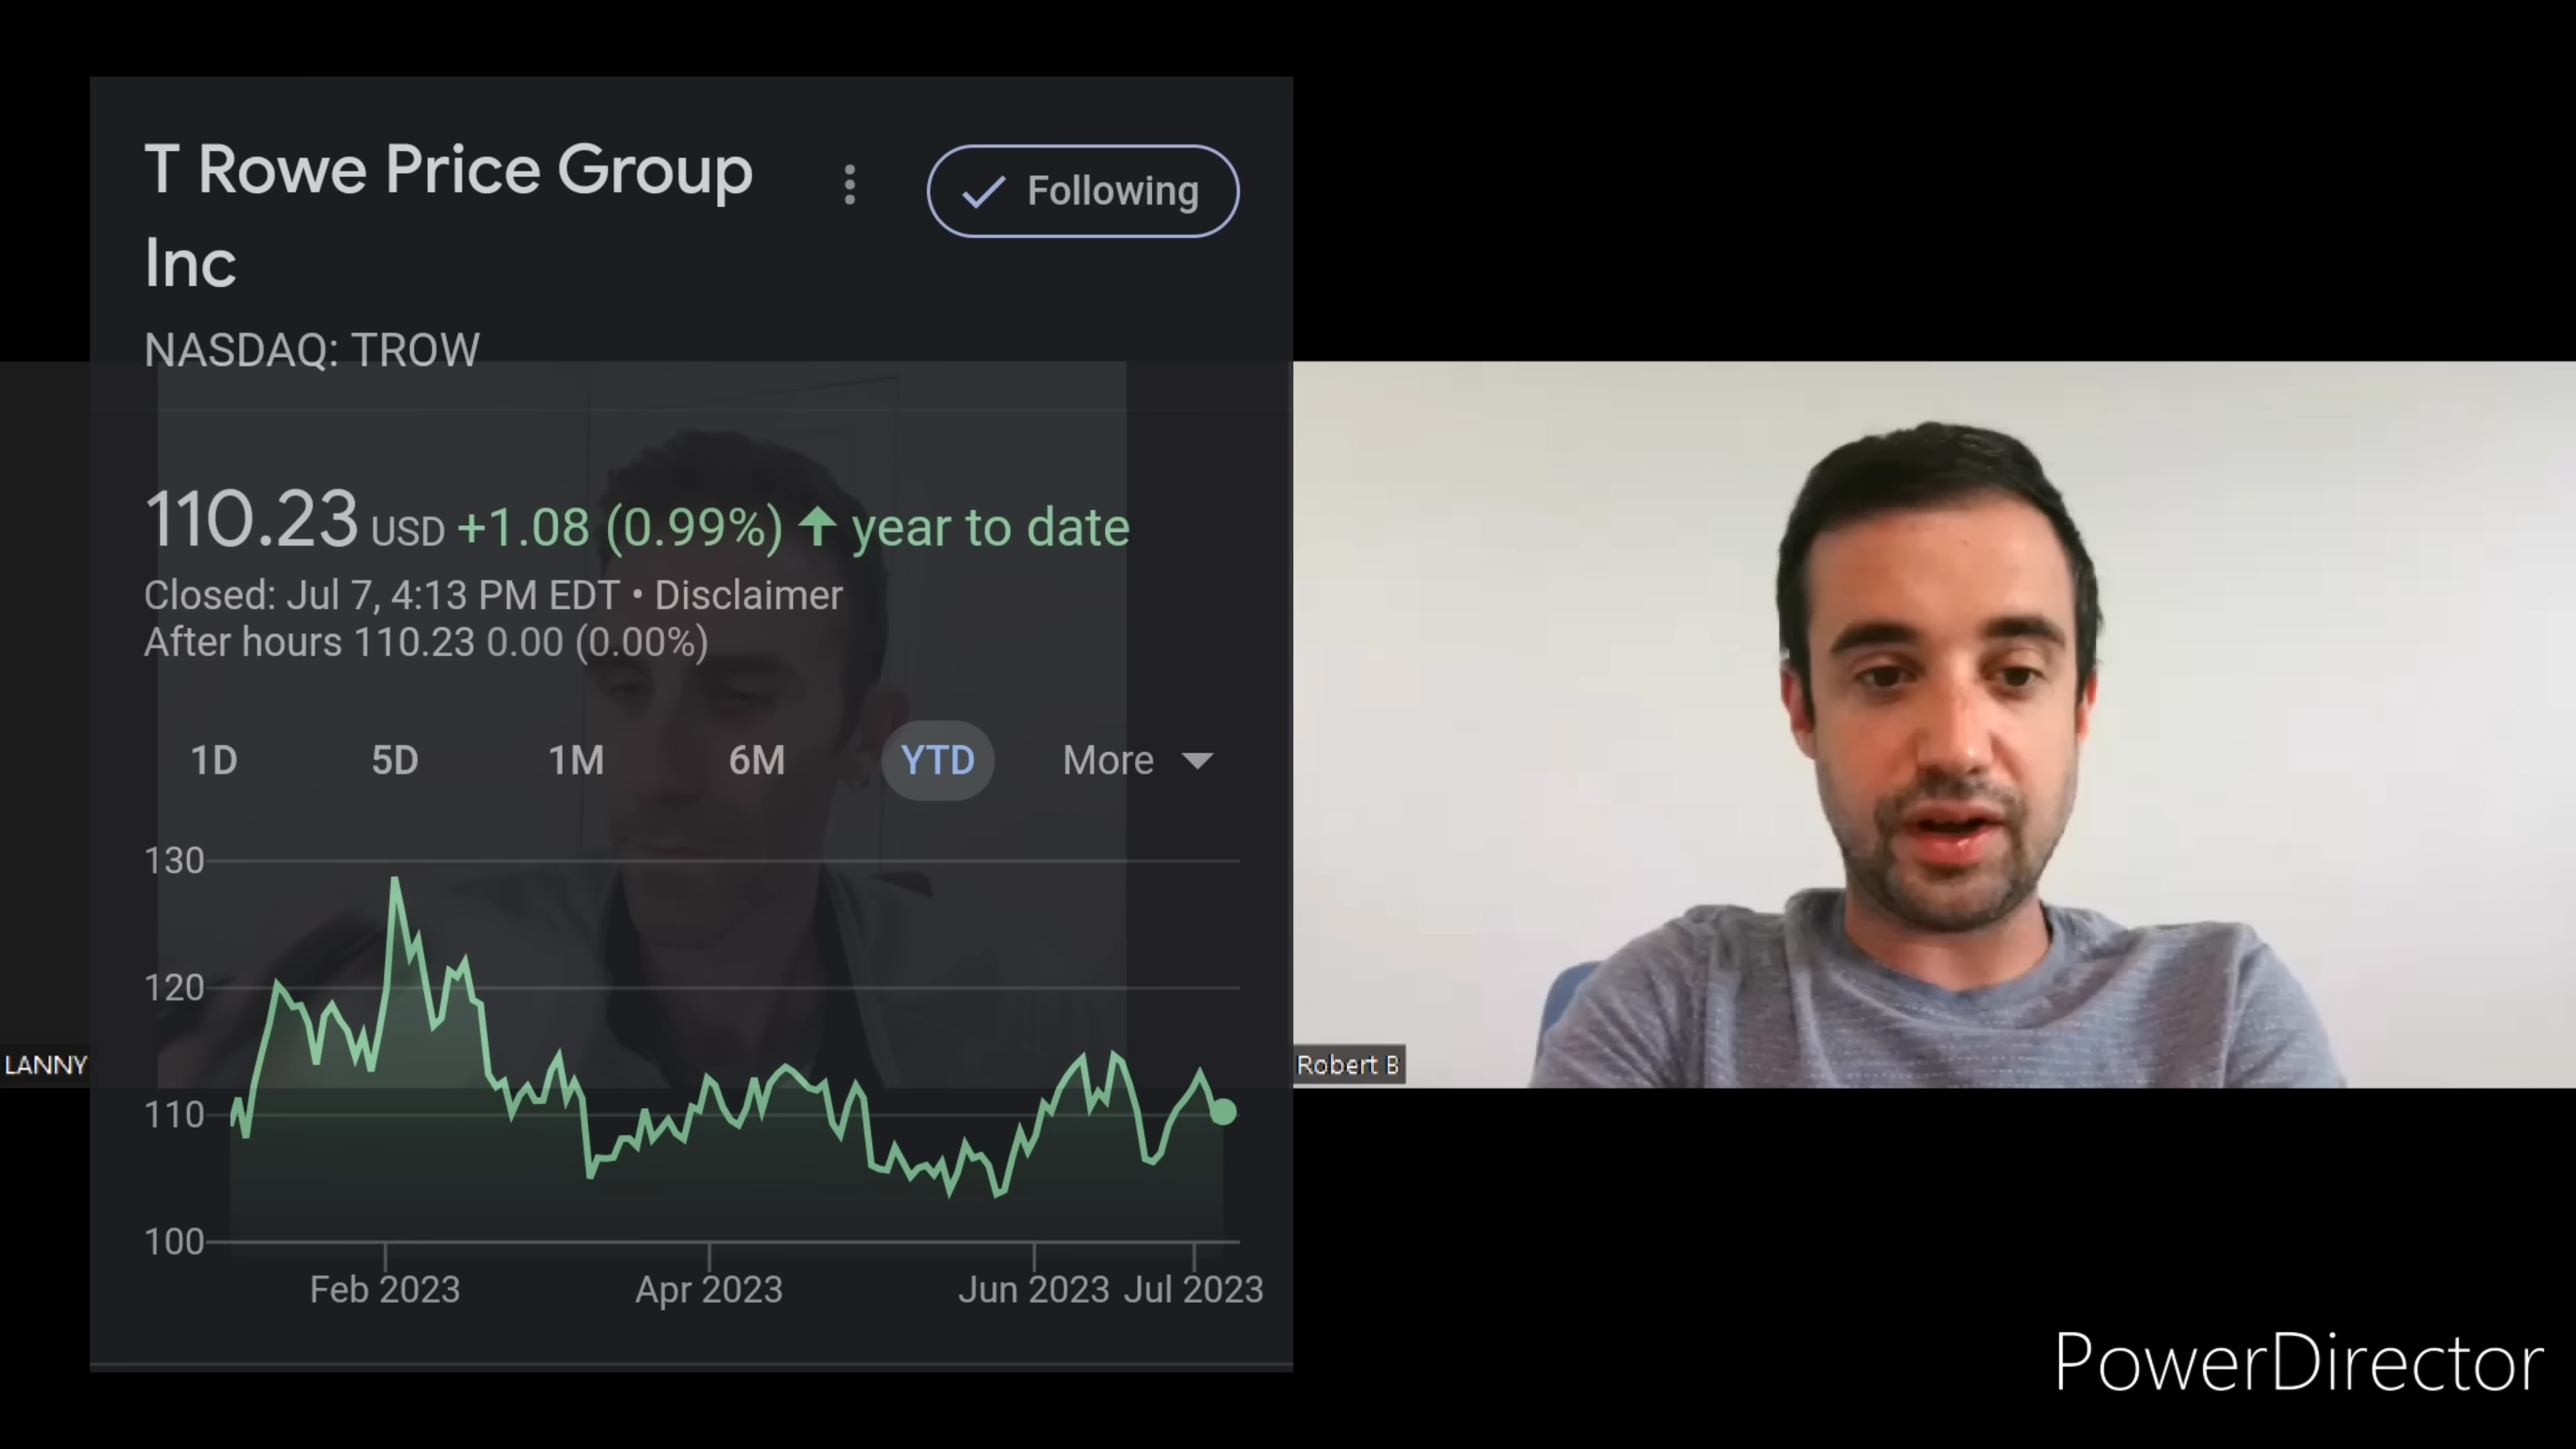 T Rowe Price Group
Inc
Following
NASDAQ: TROW
110.23 USD +1.08 (0.99%) ↑ year to date
Closed: Jul 7, 4:13 PM EDT • Disclaimer
After hours 110.23 0.00 (0.00%)
1D 5D 1M 6M YTD More
130
120
110
100
Feb 2023 Apr 2023 Jun 2023 Jul 2023
LANNY
Robert B
PowerDirector